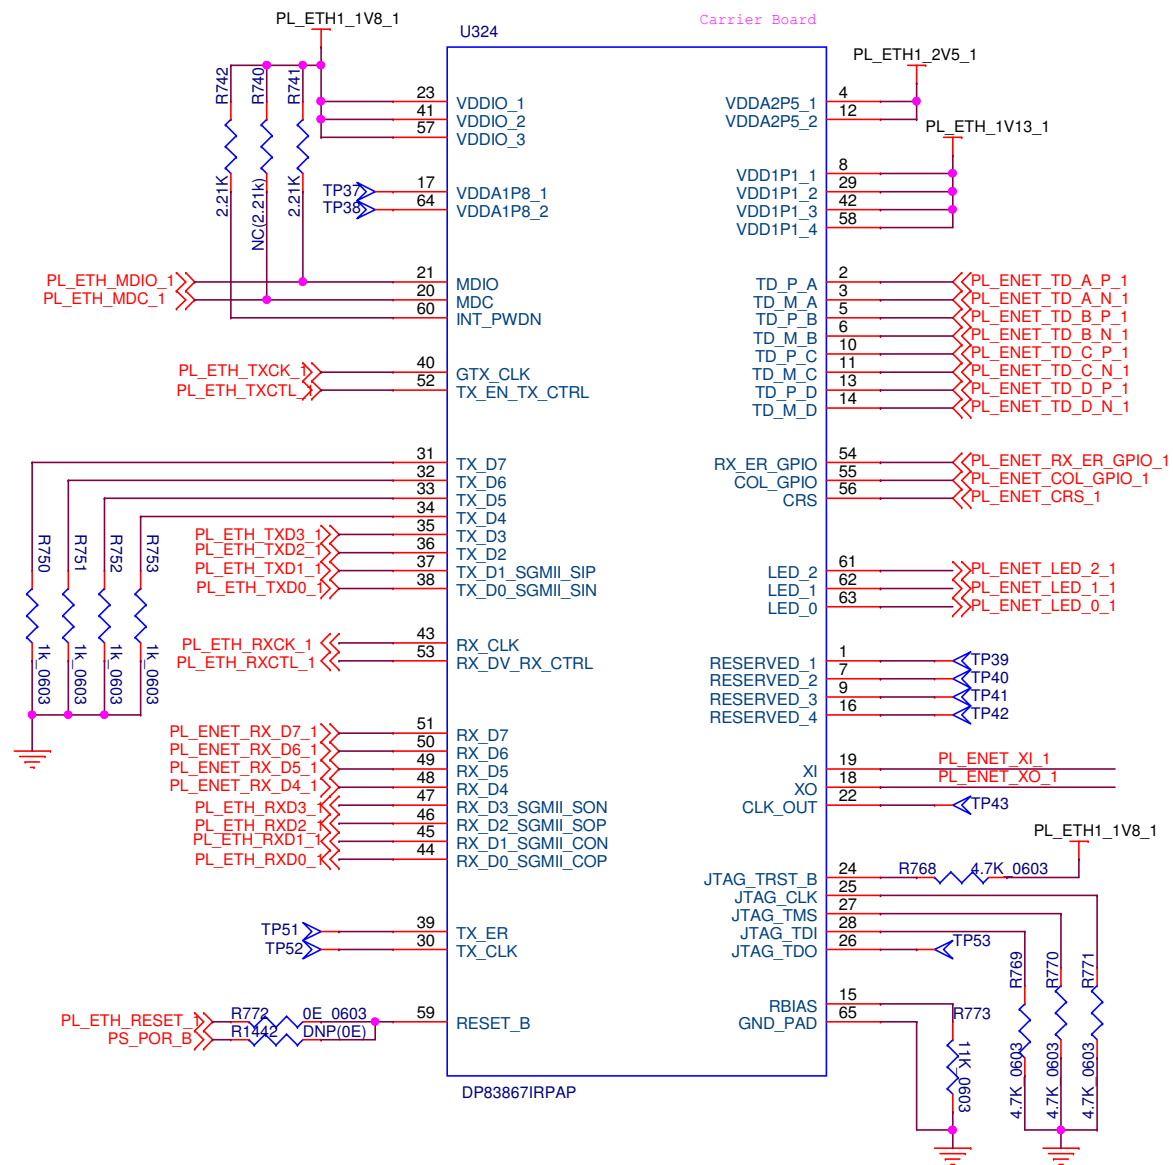 PL_ETH1_1V8_1
Carrier Board
U324
PL_ETH1_2V5_1
PL_ETH_1V13_1
R742
R740
R741
2.21K
NC(2.21k)
2.21K
23 VDDIO_1
41 VDDIO_2
57 VDDIO_3
TP37 17 VDDA1P8_1
TP38 64 VDDA1P8_2
PL_ETH_MDIO_1 21 MDIO
PL_ETH_MDC_1 20 MDC
60 INT_PWDN
PL_ETH_TXCK_1 40 GTX_CLK
PL_ETH_TXCTL_1 52 TX_EN_TX_CTRL
31 TX_D7
32 TX_D6
33 TX_D5
34 TX_D4
PL_ETH_TXD3_1 35 TX_D3
PL_ETH_TXD2_1 36 TX_D2
PL_ETH_TXD1_1 37 TX_D1_SGMII_SIP
PL_ETH_TXD0_1 38 TX_D0_SGMII_SIN
R750
R751
R752
R753
1k_0603
1k_0603
1k_0603
1k_0603
PL_ETH_RXCK_1 43 RX_CLK
PL_ETH_RXCTL_1 53 RX_DV_RX_CTRL
PL_ENET_RX_D7_1 51 RX_D7
PL_ENET_RX_D6_1 50 RX_D6
PL_ENET_RX_D5_1 49 RX_D5
PL_ENET_RX_D4_1 48 RX_D4
PL_ETH_RXD3_1 47 RX_D3_SGMII_SON
PL_ETH_RXD2_1 46 RX_D2_SGMII_SOP
PL_ETH_RXD1_1 45 RX_D1_SGMII_CON
PL_ETH_RXD0_1 44 RX_D0_SGMII_COP
TP51 39 TX_ER
TP52 30 TX_CLK
PL_ETH_RESET_1 R772 0E_0603 59 RESET_B
PS_POR_B R1442 DNP(0E)
VDDA2P5_1 4
VDDA2P5_2 12
VDD1P1_1 8
VDD1P1_2 29
VDD1P1_3 42
VDD1P1_4 58
TD_P_A 2 PL_ENET_TD_A_P_1
TD_M_A 3 PL_ENET_TD_A_N_1
TD_P_B 5 PL_ENET_TD_B_P_1
TD_M_B 6 PL_ENET_TD_B_N_1
TD_P_C 10 PL_ENET_TD_C_P_1
TD_M_C 11 PL_ENET_TD_C_N_1
TD_P_D 13 PL_ENET_TD_D_P_1
TD_M_D 14 PL_ENET_TD_D_N_1
RX_ER_GPIO 54 PL_ENET_RX_ER_GPIO_1
COL_GPIO 55 PL_ENET_COL_GPIO_1
CRS 56 PL_ENET_CRS_1
LED_2 61 PL_ENET_LED_2_1
LED_1 62 PL_ENET_LED_1_1
LED_0 63 PL_ENET_LED_0_1
RESERVED_1 1 TP39
RESERVED_2 7 TP40
RESERVED_3 9 TP41
RESERVED_4 16 TP42
XI 19 PL_ENET_XI_1
XO 18 PL_ENET_XO_1
CLK_OUT 22 TP43
PL_ETH1_1V8_1
JTAG_TRST_B 24 R768 4.7K_0603
JTAG_CLK 25
JTAG_TMS 27
JTAG_TDI 28
JTAG_TDO 26 TP53
R769
R770
R771
4.7K_0603
4.7K_0603
4.7K_0603
RBIAS 15 R773
GND_PAD 65
11K_0603
DP83867IRPAP